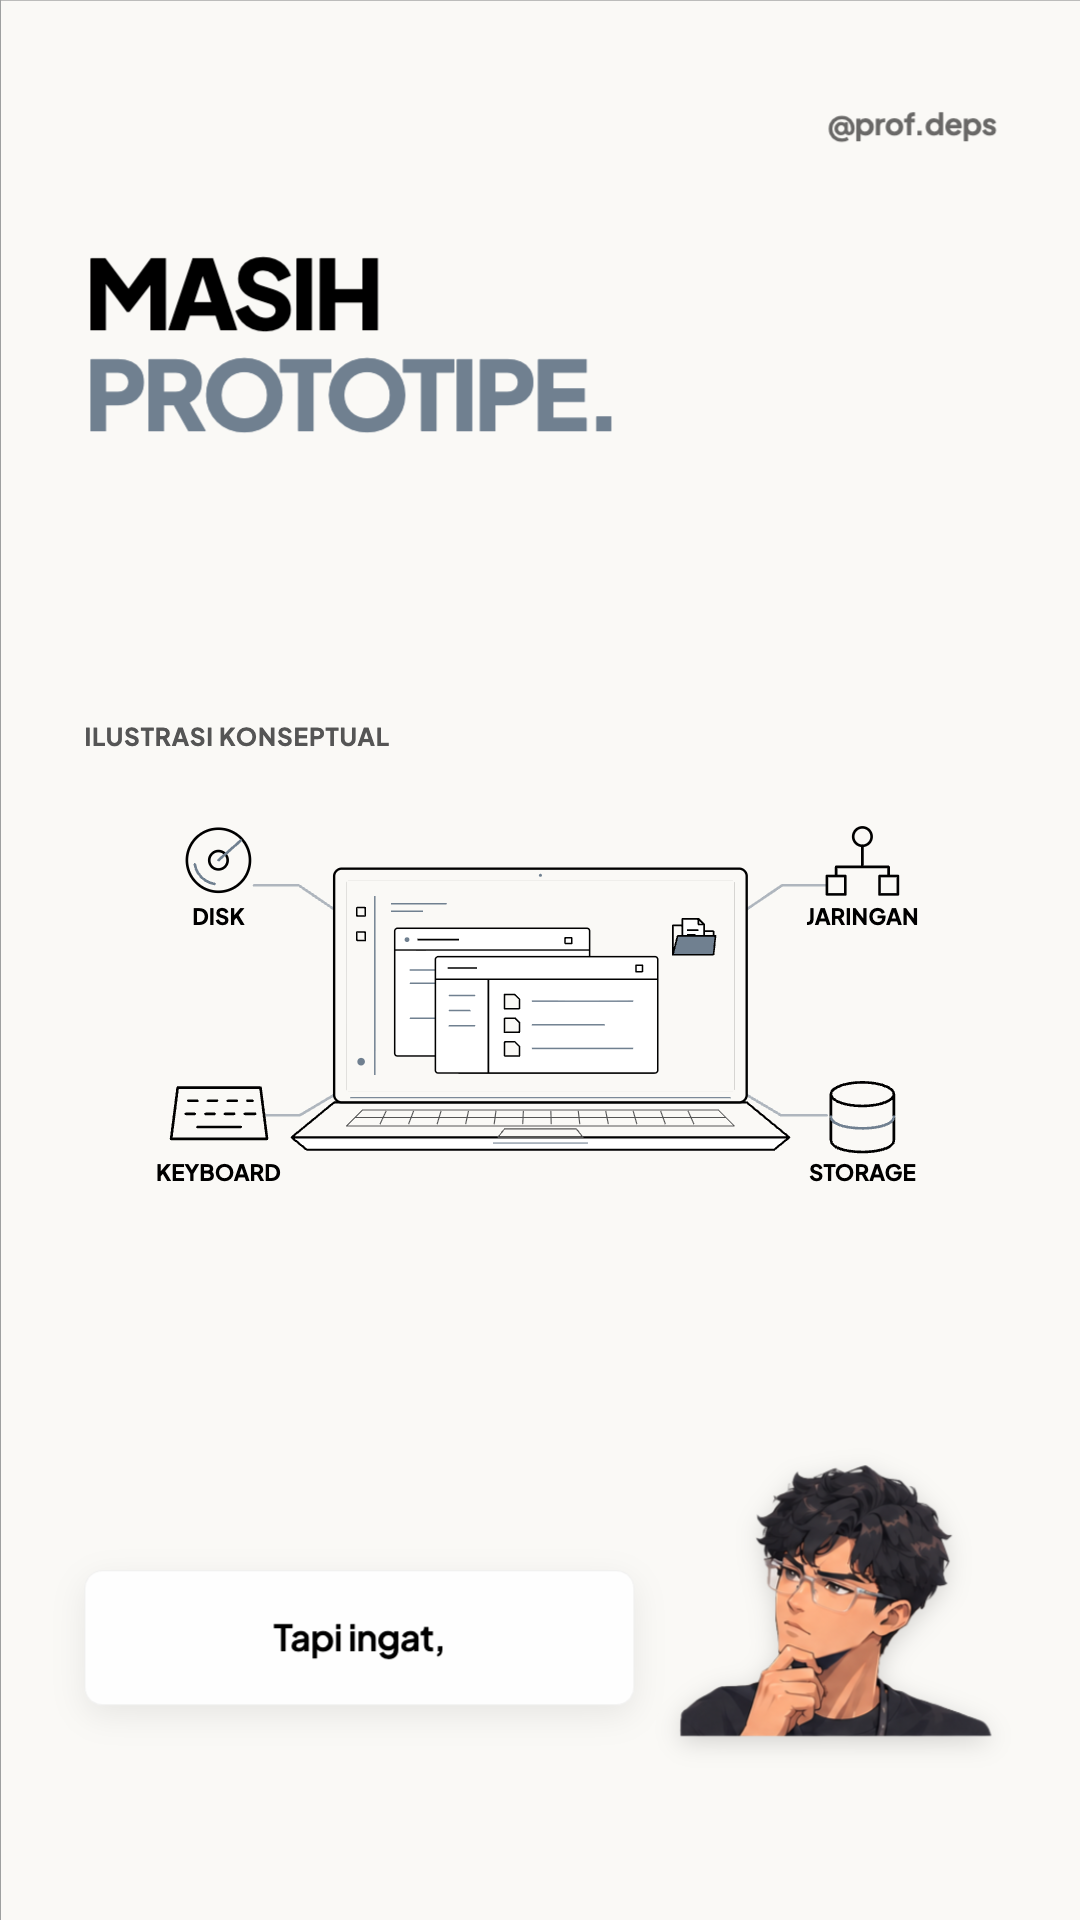 @prof.deps
MASIH
PROTOTIPE.
ILUSTRASI KONSEPTUAL
DISK
JARINGAN
KEYBOARD
STORAGE
Tapi ingat,